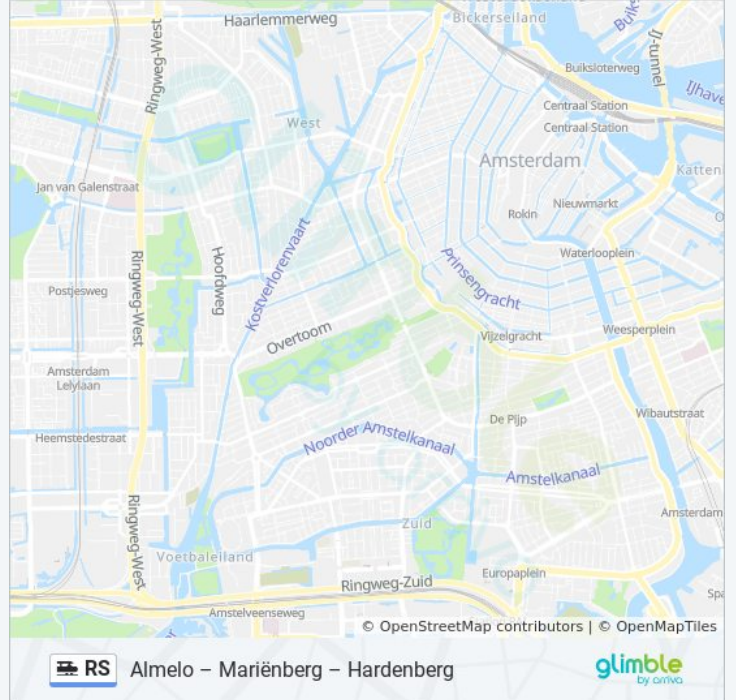 Haarlemmerweg
Bickerseiland
Buiks
IJ-tunnel
Ringweg-West
Buiksloterweg
IJhave
Centraal Station
West
Centraal Station
Amsterdam
Katten
Jan van Galenstraat
Nieuwmarkt
Rokin
O
Kostverlorenvaart
Hoofdweg
Waterlooplein
Ringweg-West
Prinsengracht
Postjesweg
Overtoom
Weesperplein
Vijzelgracht
Amsterdam
Lelylaan
Wibautstraat
De Pijp
Heemstedestraat
Noorder Amstelkanaal
Amstelkanaal
Ringweg-West
Amsterdam
Zuid
Voetbaleiland
Europaplein
Ringweg-Zuid
Spa
Amstelveenseweg
© OpenStreetMap contributors | © OpenMapTiles
RS Almelo – Mariënberg – Hardenberg
glimble
by arriva